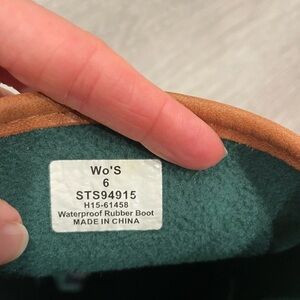 Wo'S
6
STS94915
H15-61458
Waterproof Rubber Boot
MADE IN CHINA